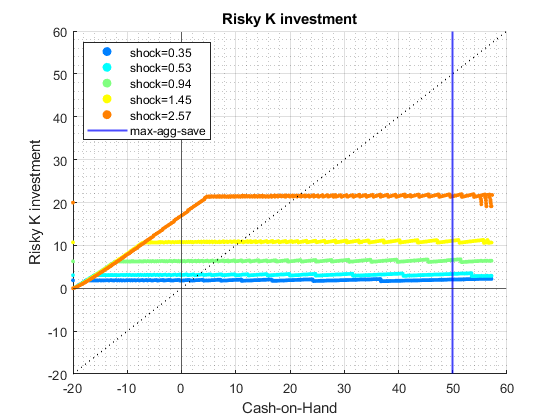 Risky K investment
60
50
40
30
20
10
0
-10
-20
Risky K investment
shock=0.35
shock=0.53
shock=0.94
shock=1.45
shock=2.57
max-agg-save
-20 -10 0 10 20 30 40 50 60
Cash-on-Hand